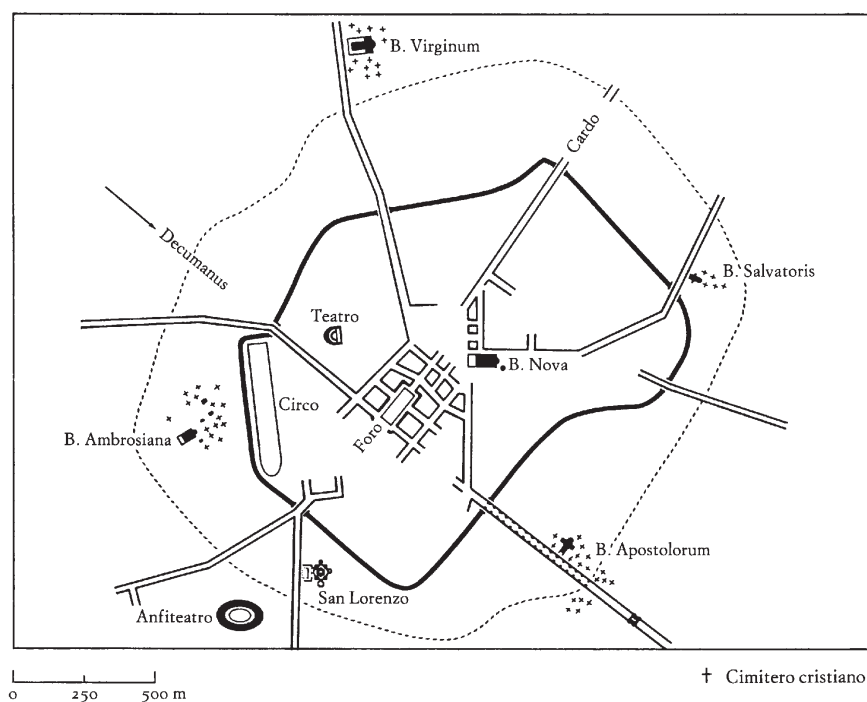 B. Virginum
Cardo
Decumanus
B. Salvatoris
Teatro
B. Nova
Circo
Foro
B. Ambrosiana
B. Apostolorum
San Lorenzo
Anfiteatro
0 250 500 m
† Cimitero cristiano